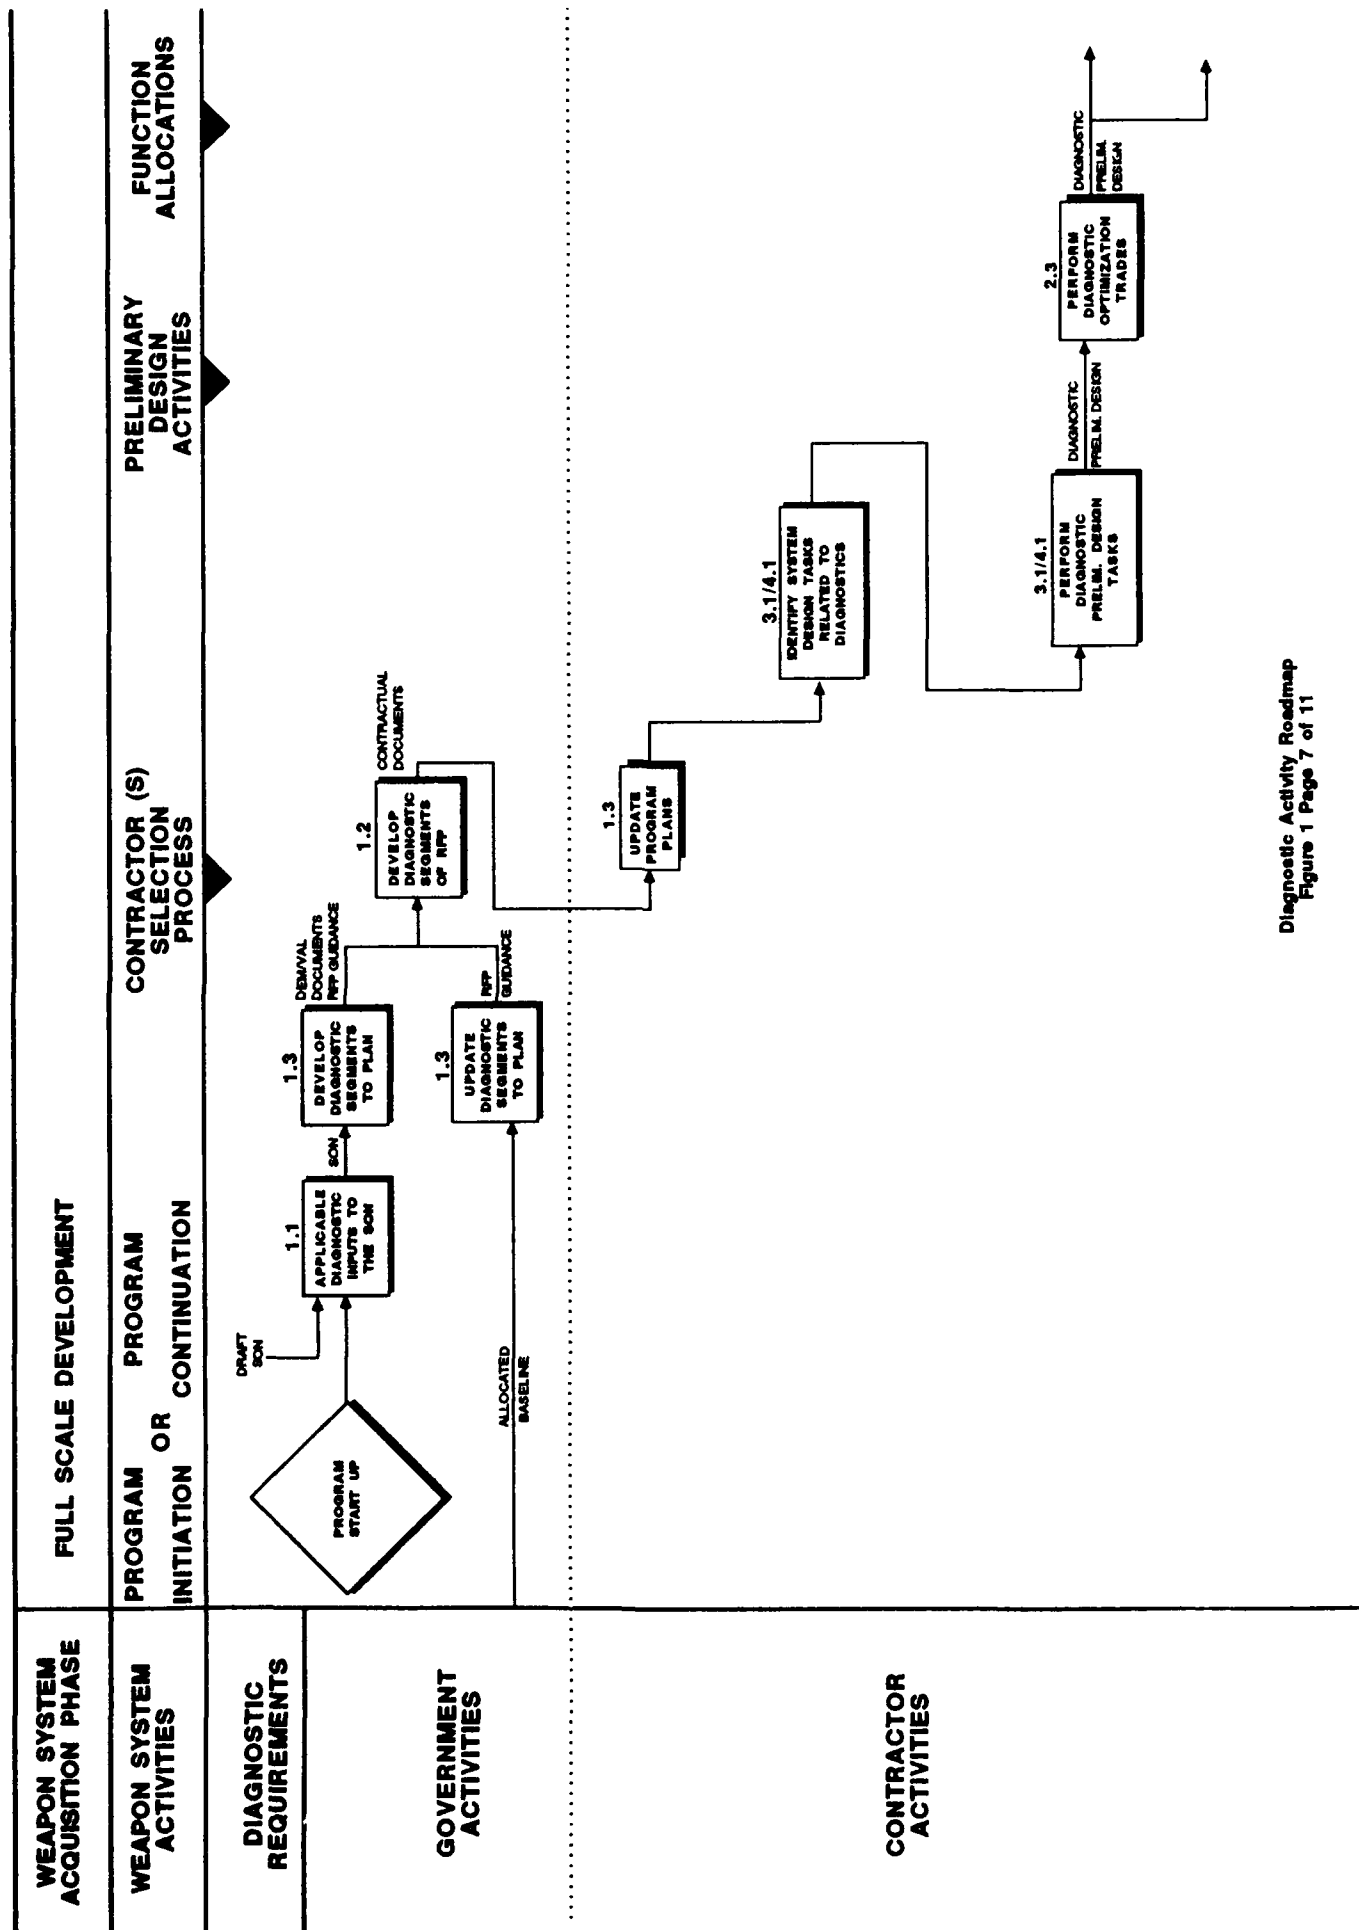 WEAPON SYSTEM
ACQUISITION PHASE
FULL SCALE DEVELOPMENT
WEAPON SYSTEM
ACTIVITIES
PROGRAM
INITIATION
OR
PROGRAM
CONTINUATION
CONTRACTOR (S)
SELECTION
PROCESS
PRELIMINARY
DESIGN
ACTIVITIES
FUNCTION
ALLOCATIONS
DIAGNOSTIC
REQUIREMENTS
GOVERNMENT
ACTIVITIES
PROGRAM
START UP
DRAFT
SON
1.1
APPLICABLE
DIAGNOSTIC
INPUTS TO
THE SON
SON
1.3
DEVELOP
DIAGNOSTIC
SEGMENTS
TO PLAN
DEM/VAL
DOCUMENTS
RFP GUIDANCE
1.2
DEVELOP
DIAGNOSTIC
SEGMENTS
OF RFP
CONTRACTUAL
DOCUMENTS
ALLOCATED
BASELINE
1.3
UPDATE
DIAGNOSTIC
SEGMENTS
TO PLAN
RFP
GUIDANCE
CONTRACTOR
ACTIVITIES
1.3
UPDATE
PROGRAM
PLANS
3.1/4.1
IDENTIFY SYSTEM
DESIGN TASKS
RELATED TO
DIAGNOSTICS
3.1/4.1
PERFORM
DIAGNOSTIC
PRELIM. DESIGN
TASKS
DIAGNOSTIC
PRELIM. DESIGN
2.3
PERFORM
DIAGNOSTIC
OPTIMIZATION
TRADES
DIAGNOSTIC
PRELIM.
DESIGN
Diagnostic Activity Roadmap
Figure 1 Page 7 of 11